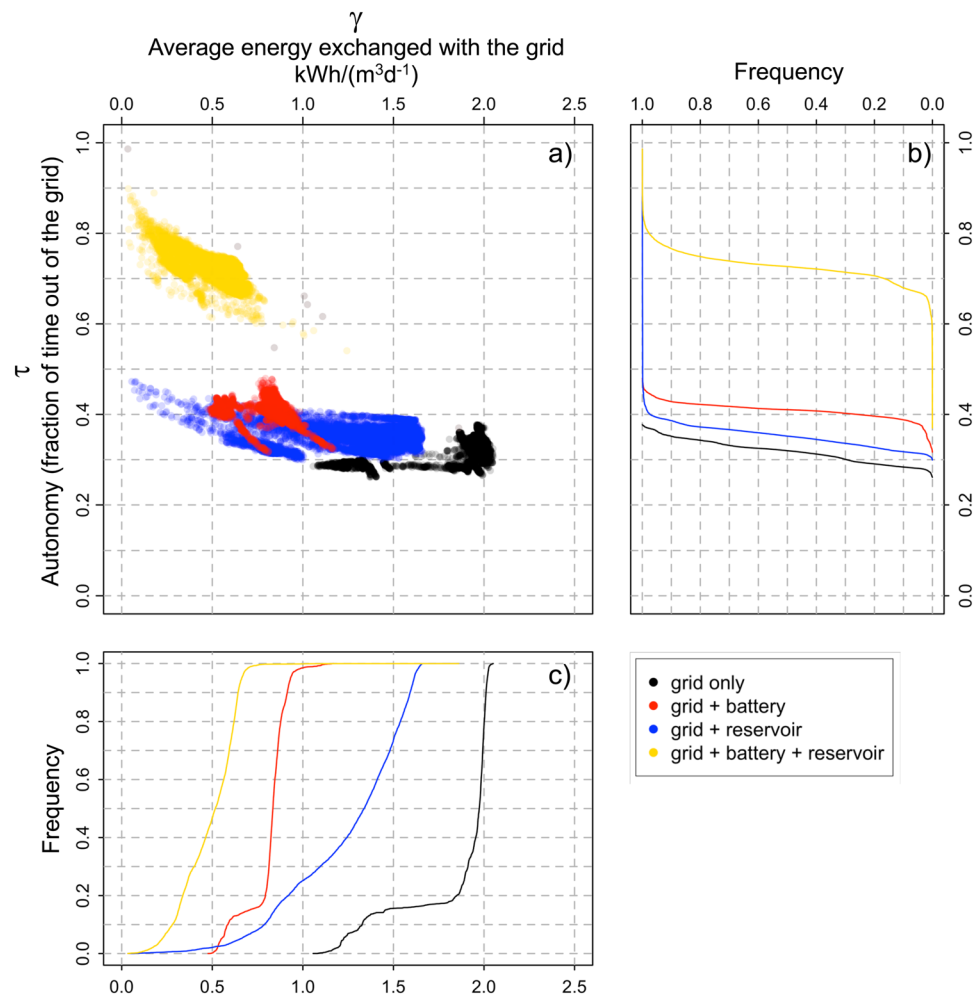 γ
Average energy exchanged with the grid
kWh/(m³d⁻¹)
0.0 0.5 1.0 1.5 2.0 2.5
Frequency
1.0 0.8 0.6 0.4 0.2 0.0
a)
b)
τ
Autonomy (fraction of time out of the grid)
0.0 0.2 0.4 0.6 0.8 1.0
0.0 0.2 0.4 0.6 0.8 1.0
c)
Frequency
0.0 0.2 0.4 0.6 0.8 1.0
0.0 0.5 1.0 1.5 2.0 2.5
grid only
grid + battery
grid + reservoir
grid + battery + reservoir